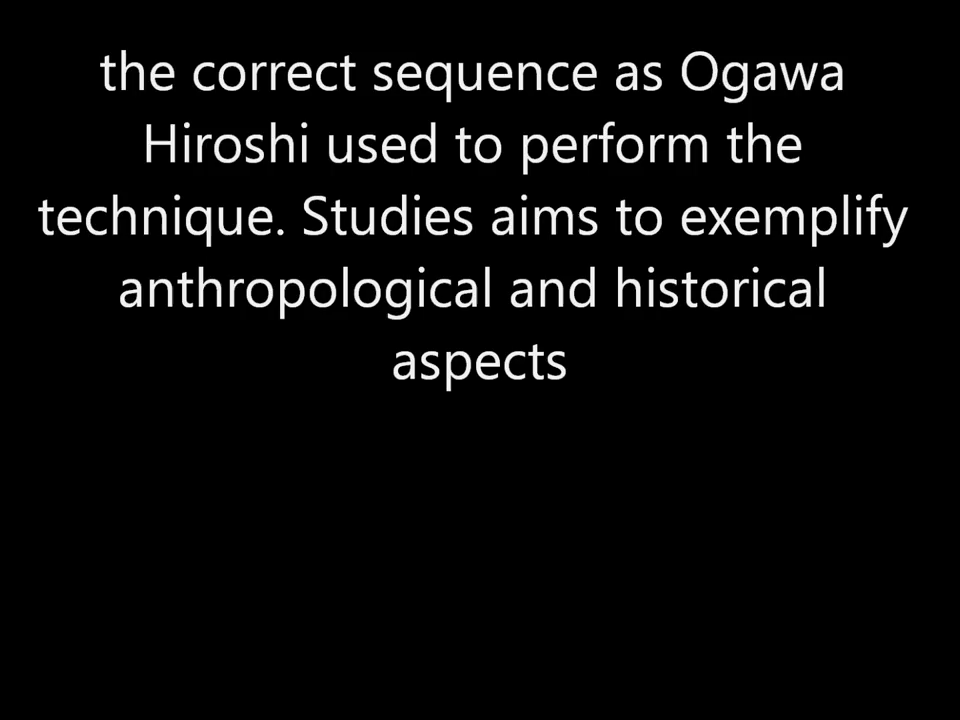 the correct sequence as Ogawa
Hiroshi used to perform the
technique. Studies aims to exemplify
anthropological and historical
aspects